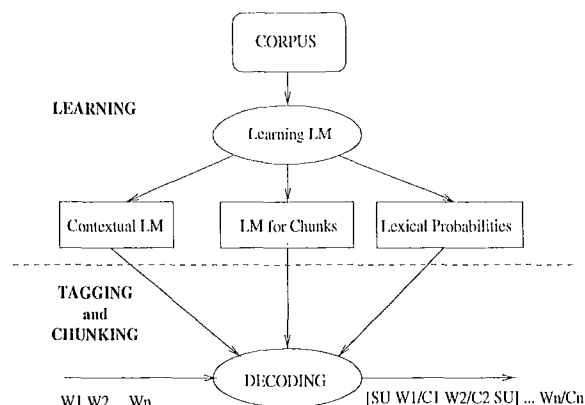 CORPUS
LEARNING
Learning LM
Contextual LM
LM for Chunks
Lexical Probabilities
TAGGING
and
CHUNKING
DECODING
W1 W2 ... Wn
[SU W1/C1 W2/C2 SU] ... Wn/Cn